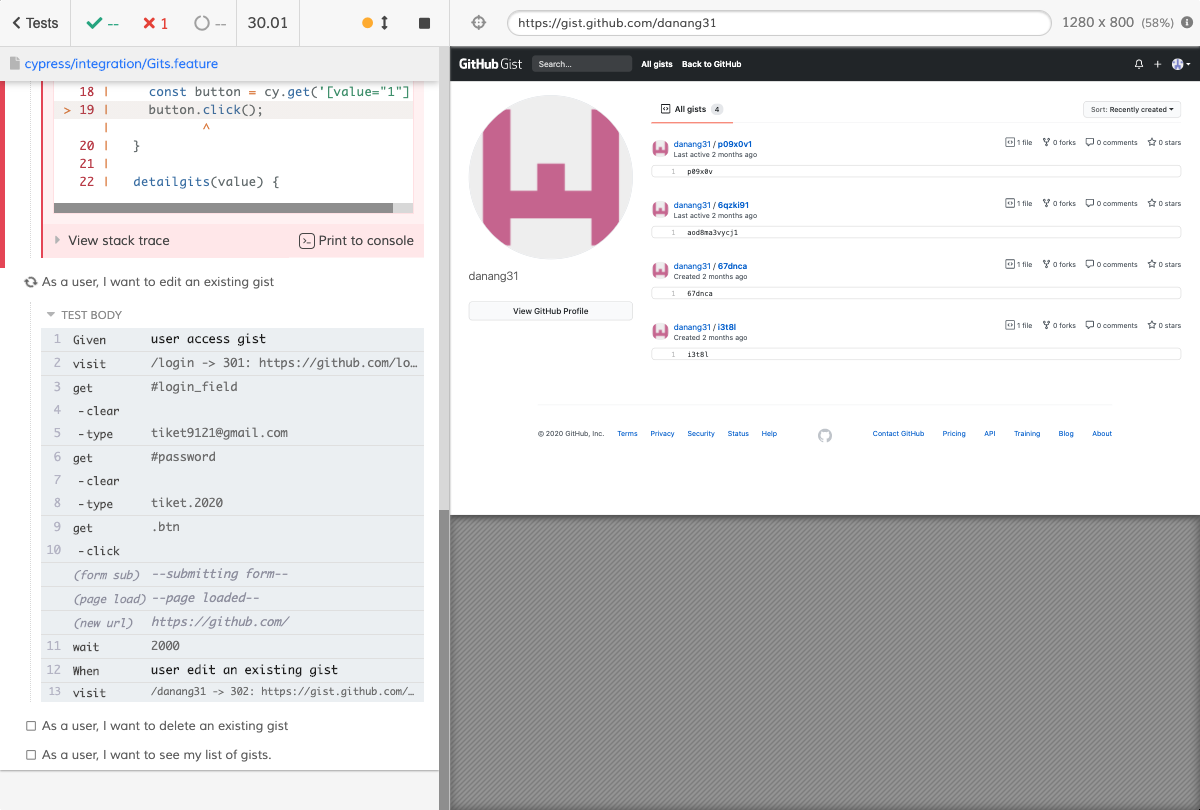 Tests
--
1
--
30.01
https://gist.github.com/danang31
1280 x 800 (58%)
cypress/integration/Gits.feature
18 | const button = cy.get('[value="1"]
> 19 | button.click();
| ^
20 | }
21 |
22 | detailgits(value) {
View stack trace
Print to console
As a user, I want to edit an existing gist
TEST BODY
1 Given user access gist
2 visit /login -> 301: https://github.com/lo…
3 get #login_field
4 -clear
5 -type tiket9121@gmail.com
6 get #password
7 -clear
8 -type tiket.2020
9 get .btn
10 -click
(form sub) --submitting form--
(page load) --page loaded--
(new url) https://github.com/
11 wait 2000
12 When user edit an existing gist
13 visit /danang31 -> 302: https://gist.github.com/…
As a user, I want to delete an existing gist
As a user, I want to see my list of gists.
GitHub Gist Search... All gists Back to GitHub
danang31
View GitHub Profile
All gists 4
Sort: Recently created
danang31 / p09x0v1 1 file 0 forks 0 comments 0 stars
Last active 2 months ago
1 p09x0v
danang31 / 6qzki91 1 file 0 forks 0 comments 0 stars
Last active 2 months ago
1 aod8ma3vycj1
danang31 / 67dnca 1 file 0 forks 0 comments 0 stars
Created 2 months ago
1 67dnca
danang31 / i3t8l 1 file 0 forks 0 comments 0 stars
Created 2 months ago
1 i3t8l
© 2020 GitHub, Inc. Terms Privacy Security Status Help Contact GitHub Pricing API Training Blog About